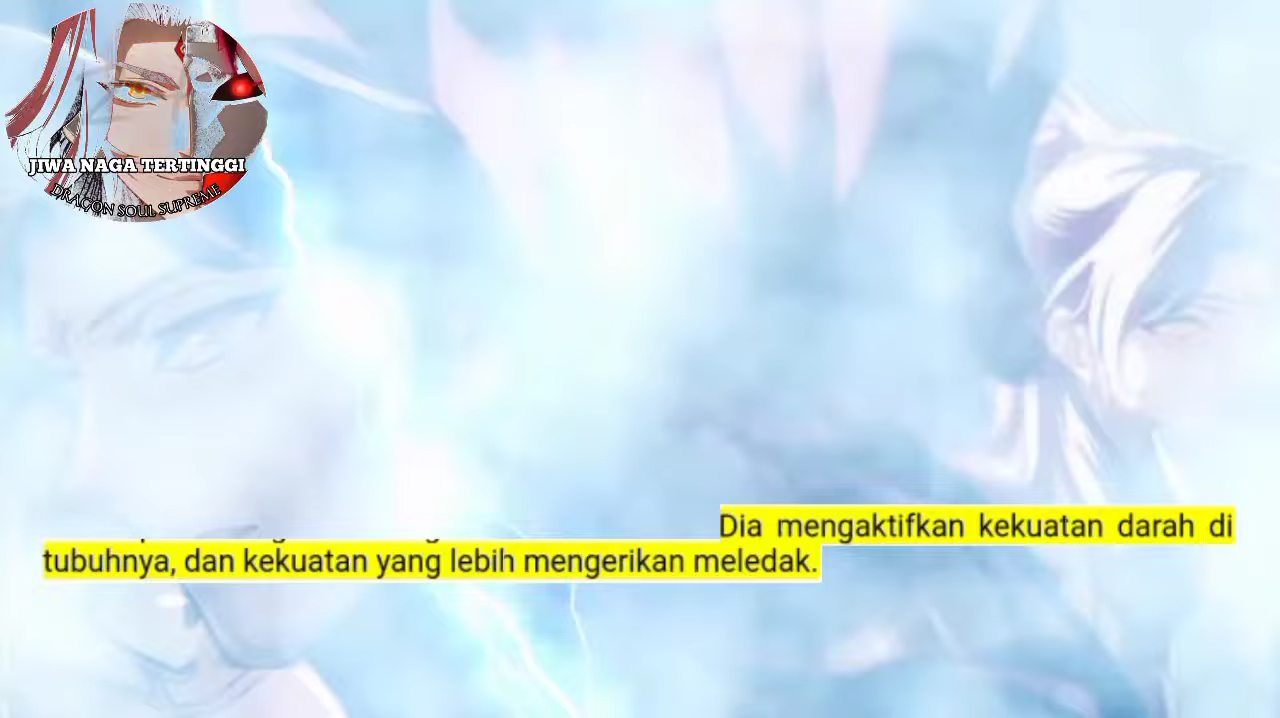 JIWA NAGA TERTINGGI
DRAGON SOUL SUPREME
Dia mengaktifkan kekuatan darah di
tubuhnya, dan kekuatan yang lebih mengerikan meledak.